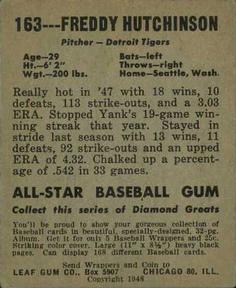 163---FREDDY HUTCHINSON
Pitcher - Detroit Tigers
Age-29 Bats-left
Ht.-6' 2" Throws-right
Wgt.-200 lbs. Home-Seattle, Wash.
Really hot in '47 with 18 wins, 10
defeats, 113 strike-outs, and a 3.03
ERA. Stopped Yank's 19-game win-
ning streak that year. Stayed in
stride last season with 13 wins, 11
defeats, 92 strike-outs and an upped
ERA of 4.32. Chalked up a percent-
age of .542 in 33 games.
ALL-STAR BASEBALL GUM
Collect this series of Diamond Greats
You'll be proud to show your gorgeous collection of
Baseball cards in beautiful, specially-designed, 32-pg.
Album. Get it for only 5 Baseball Wrappers and 25c.
Striking color cover. Large (11" x 8½") heavy black pages.
Can display 168 different Baseball cards.
Send Wrappers and Coin to
LEAF GUM CO., Box 5907 CHICAGO 80, ILL.
Copyright 1948